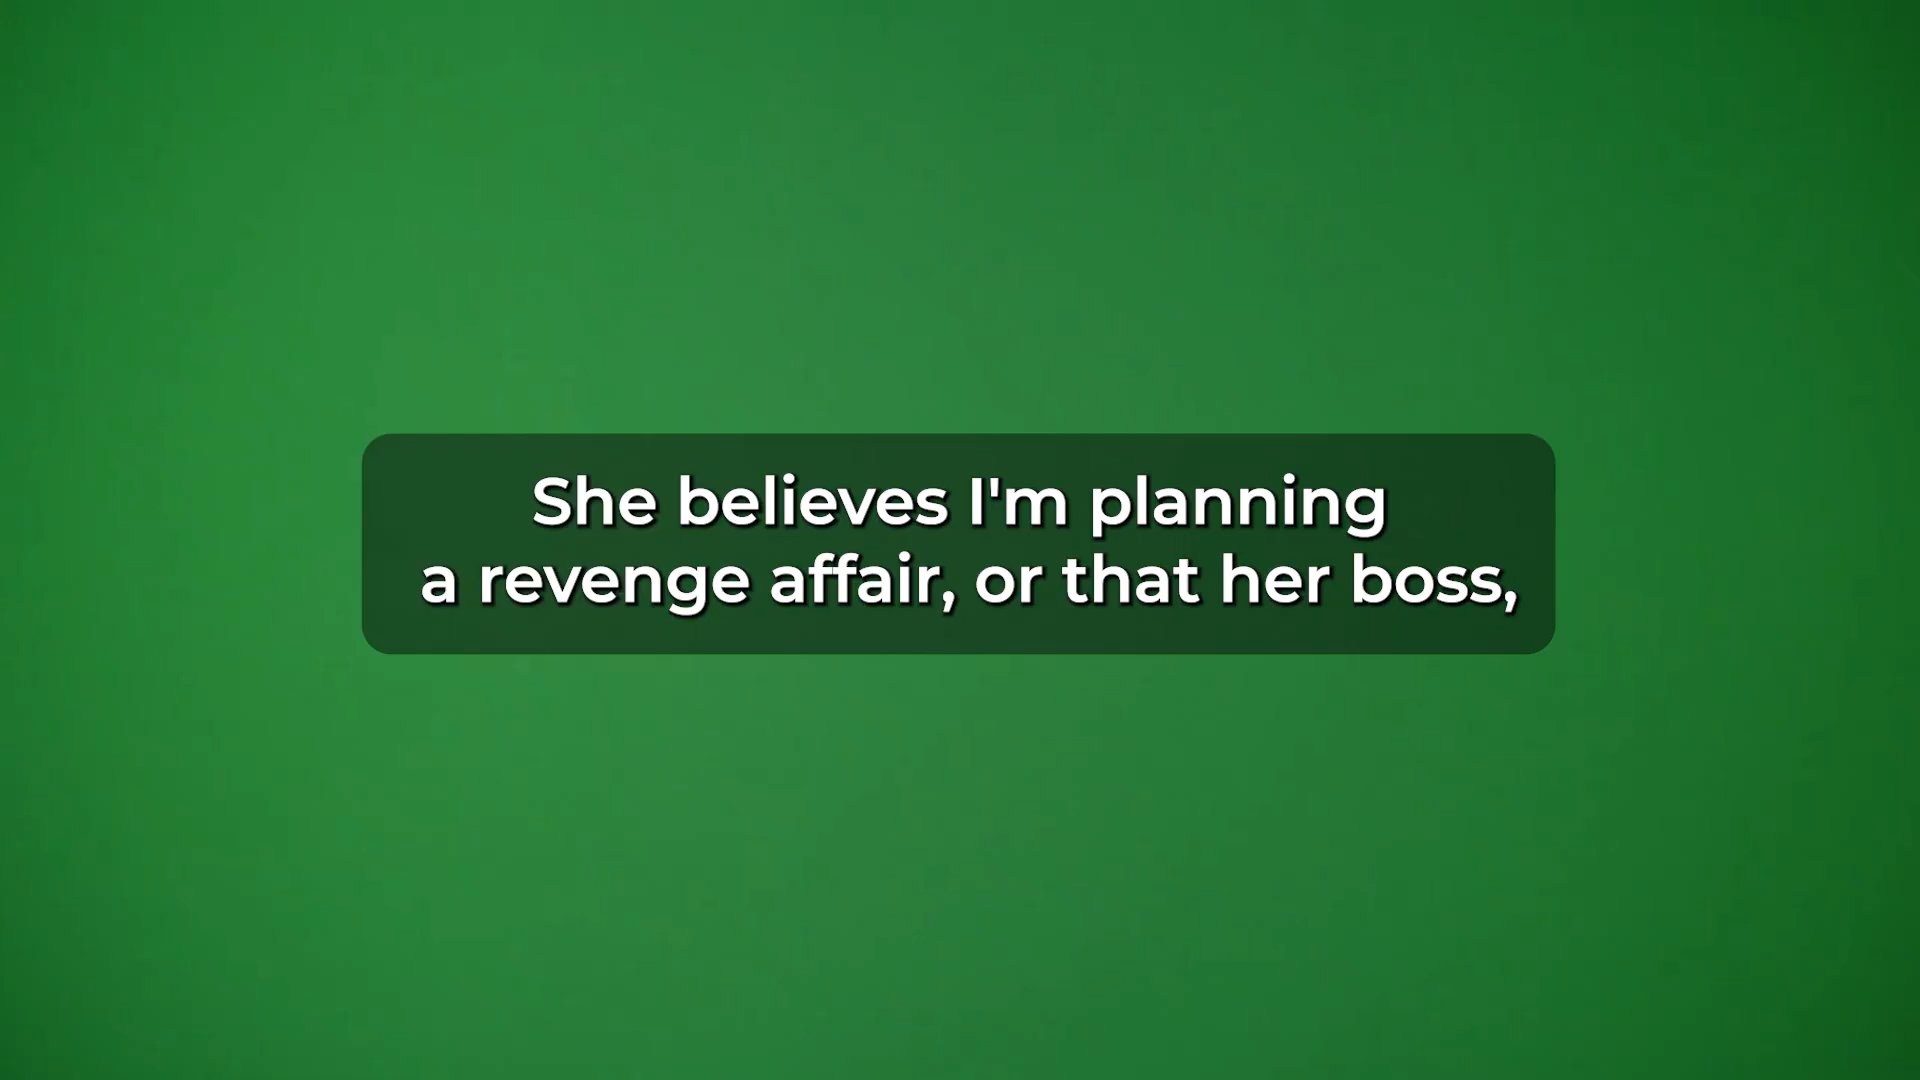 She believes I'm planning
a revenge affair, or that her boss,